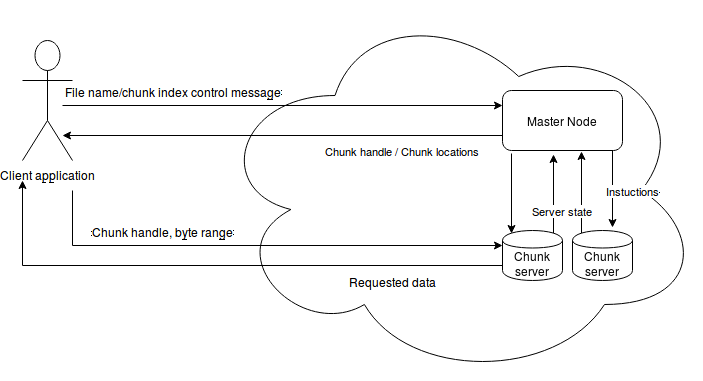 File name/chunk index control message:
Master Node
Chunk handle / Chunk locations
Client application
Instuctions
Server state
:Chunk handle, byte range:
Chunk
server
Chunk
server
Requested data